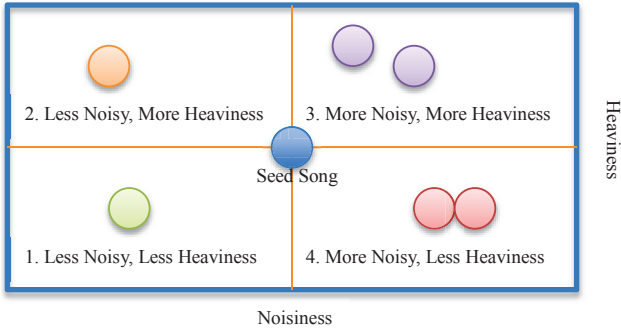 2. Less Noisy, More Heaviness
3. More Noisy, More Heaviness
Heaviness
Seed Song
1. Less Noisy, Less Heaviness
4. More Noisy, Less Heaviness
Noisiness